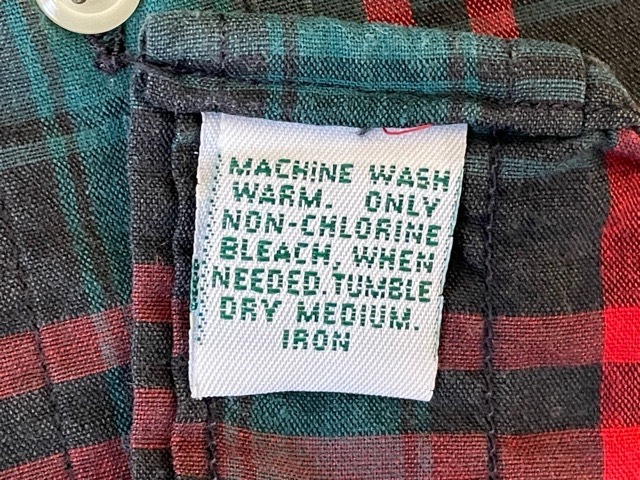 MACHINE WASH
WARM. ONLY
NON-CHLORINE
BLEACH. WHEN
NEEDED.TUMBLE
DRY MEDIUM.
IRON